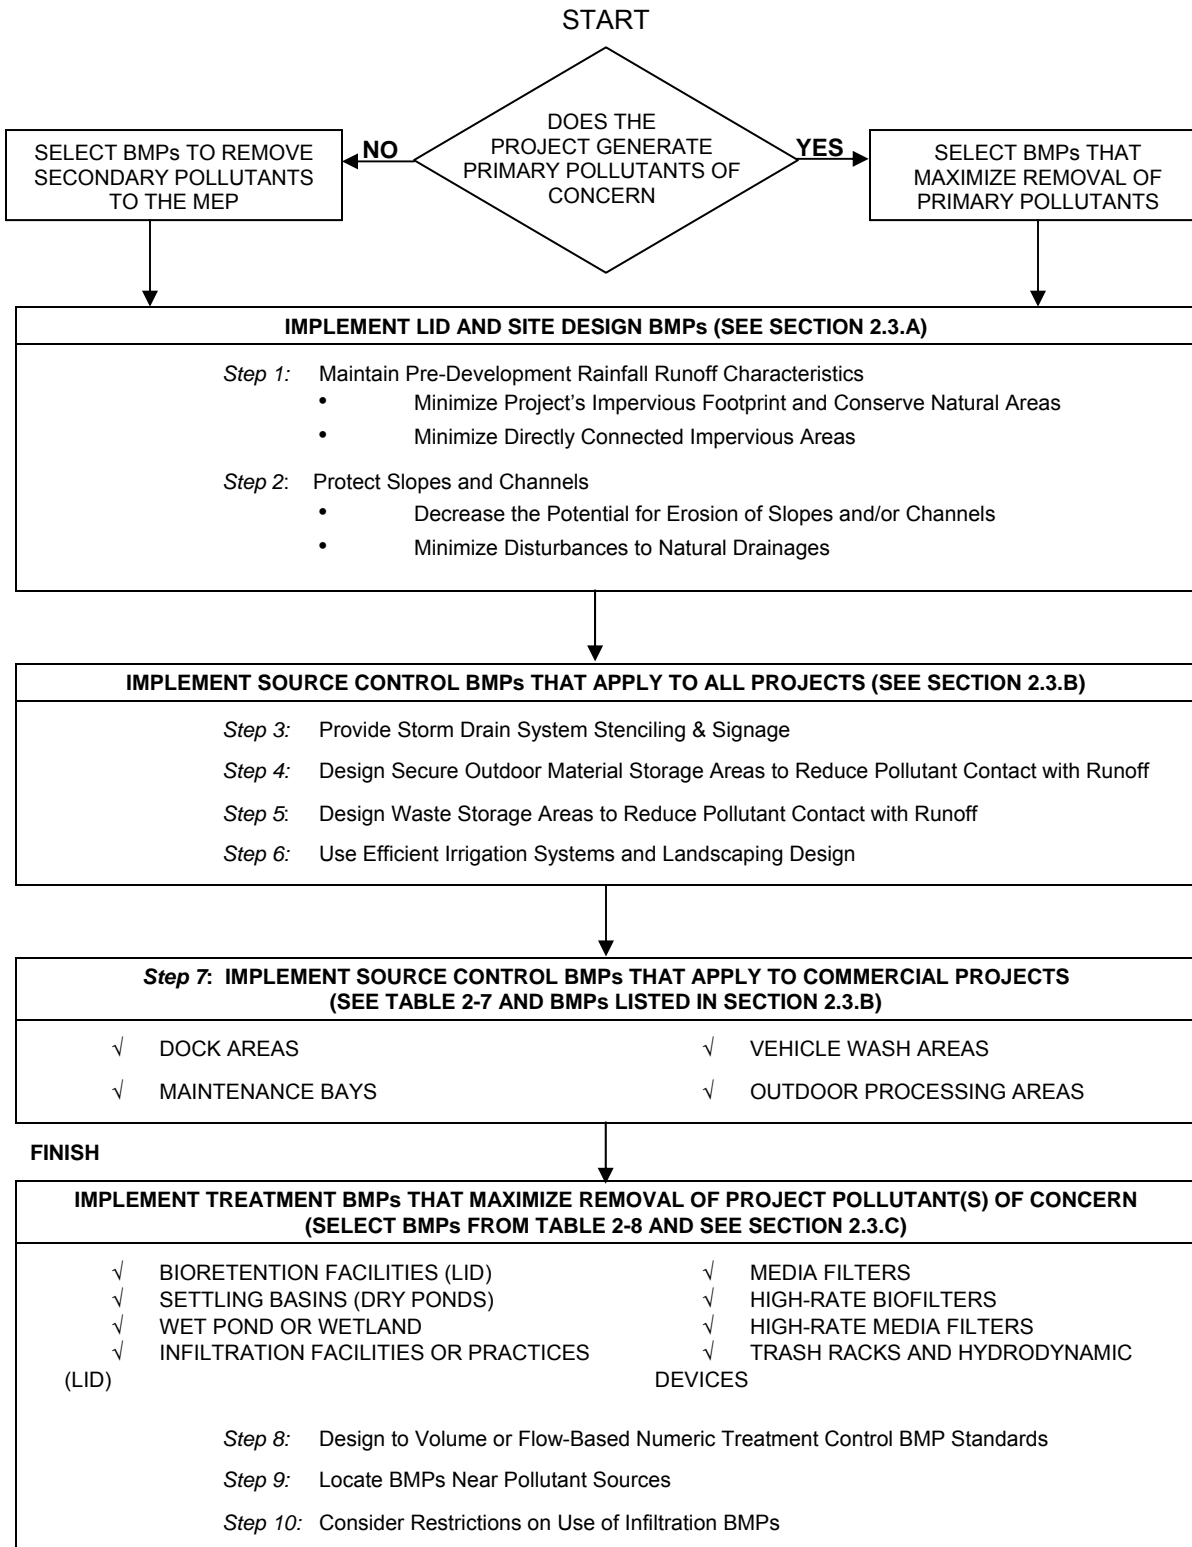 START
DOES THE
PROJECT GENERATE
PRIMARY POLLUTANTS OF
CONCERN
NO
YES
SELECT BMPs TO REMOVE
SECONDARY POLLUTANTS
TO THE MEP
SELECT BMPs THAT
MAXIMIZE REMOVAL OF
PRIMARY POLLUTANTS
IMPLEMENT LID AND SITE DESIGN BMPs (SEE SECTION 2.3.A)
Step 1: Maintain Pre-Development Rainfall Runoff Characteristics
• Minimize Project's Impervious Footprint and Conserve Natural Areas
• Minimize Directly Connected Impervious Areas
Step 2: Protect Slopes and Channels
• Decrease the Potential for Erosion of Slopes and/or Channels
• Minimize Disturbances to Natural Drainages
IMPLEMENT SOURCE CONTROL BMPs THAT APPLY TO ALL PROJECTS (SEE SECTION 2.3.B)
Step 3: Provide Storm Drain System Stenciling & Signage
Step 4: Design Secure Outdoor Material Storage Areas to Reduce Pollutant Contact with Runoff
Step 5: Design Waste Storage Areas to Reduce Pollutant Contact with Runoff
Step 6: Use Efficient Irrigation Systems and Landscaping Design
Step 7: IMPLEMENT SOURCE CONTROL BMPs THAT APPLY TO COMMERCIAL PROJECTS
(SEE TABLE 2-7 AND BMPs LISTED IN SECTION 2.3.B)
√ DOCK AREAS
√ MAINTENANCE BAYS
√ VEHICLE WASH AREAS
√ OUTDOOR PROCESSING AREAS
FINISH
IMPLEMENT TREATMENT BMPs THAT MAXIMIZE REMOVAL OF PROJECT POLLUTANT(S) OF CONCERN
(SELECT BMPs FROM TABLE 2-8 AND SEE SECTION 2.3.C)
√ BIORETENTION FACILITIES (LID)
√ SETTLING BASINS (DRY PONDS)
√ WET POND OR WETLAND
√ INFILTRATION FACILITIES OR PRACTICES
(LID)
√ MEDIA FILTERS
√ HIGH-RATE BIOFILTERS
√ HIGH-RATE MEDIA FILTERS
√ TRASH RACKS AND HYDRODYNAMIC
DEVICES
Step 8: Design to Volume or Flow-Based Numeric Treatment Control BMP Standards
Step 9: Locate BMPs Near Pollutant Sources
Step 10: Consider Restrictions on Use of Infiltration BMPs